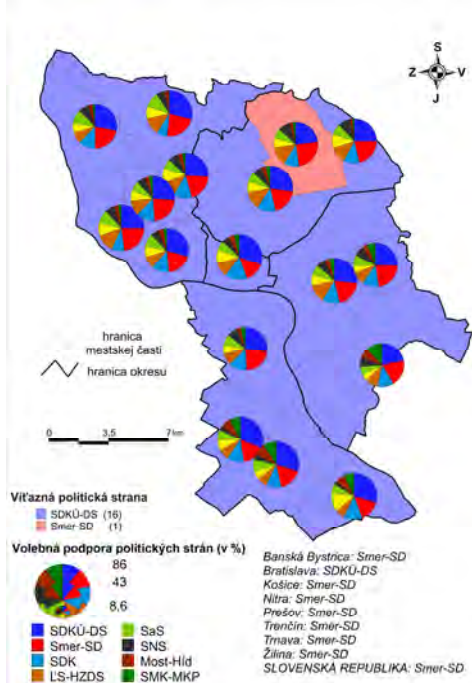 S
Z V
J
hranica
mestskej časti
hranica okresu
0 3,5 7 km
Víťazná politická strana
SDKÚ-DS (16)
Smer-SD (1)
Volebná podpora politických strán (v %)
86
43
8,6
SDKÚ-DS
Smer-SD
SDK
ĽS-HZDS
SaS
SNS
Most-Híd
SMK-MKP
Banská Bystrica: Smer-SD
Bratislava: SDKÚ-DS
Košice: Smer-SD
Nitra: Smer-SD
Prešov: Smer-SD
Trenčín: Smer-SD
Trnava: Smer-SD
Žilina: Smer-SD
SLOVENSKÁ REPUBLIKA: Smer-SD